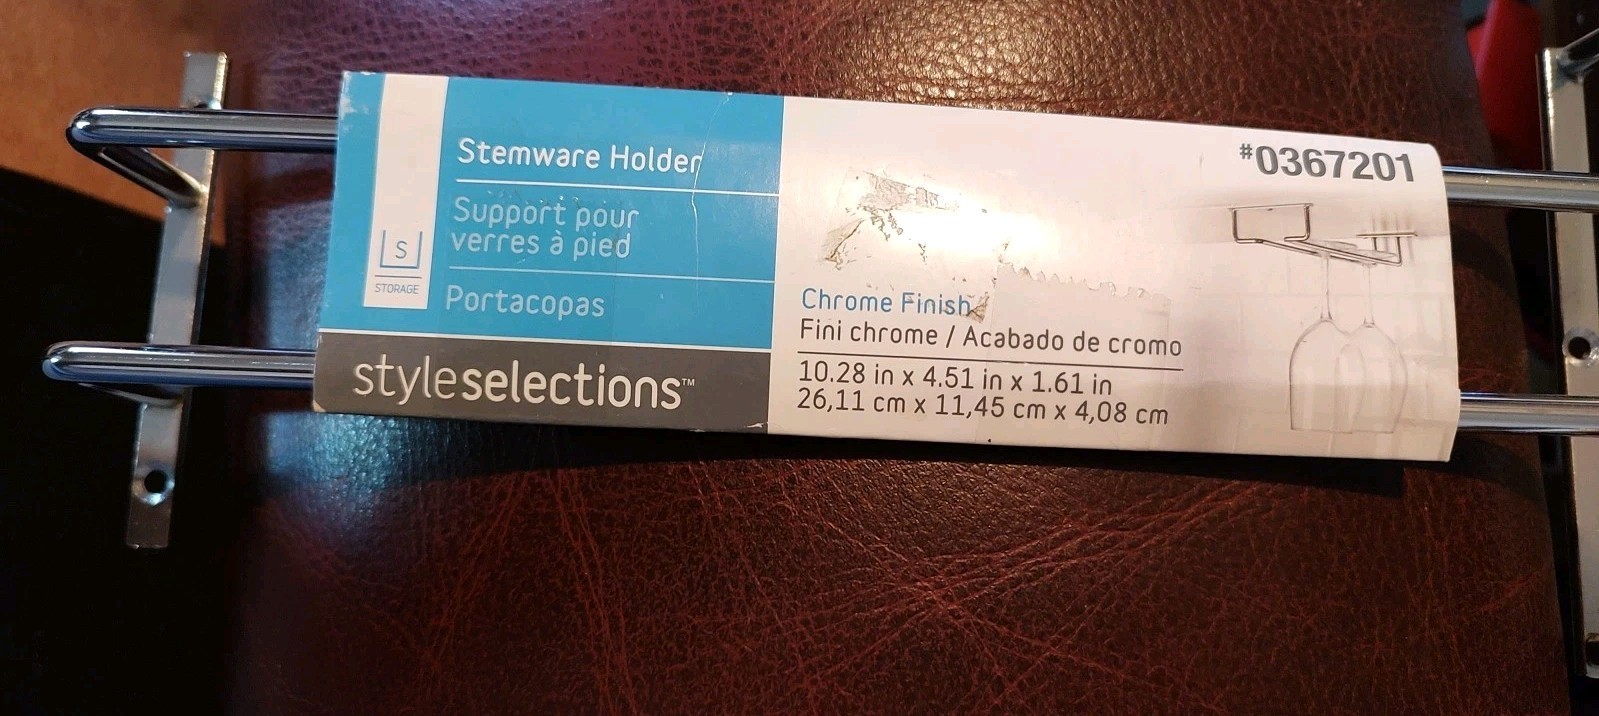 Stemware Holder
Support pour
verres à pied
Portacopas
S
STORAGE
styleselections™
#0367201
Chrome Finish
Fini chrome / Acabado de cromo
10.28 in x 4.51 in x 1.61 in
26,11 cm x 11,45 cm x 4,08 cm